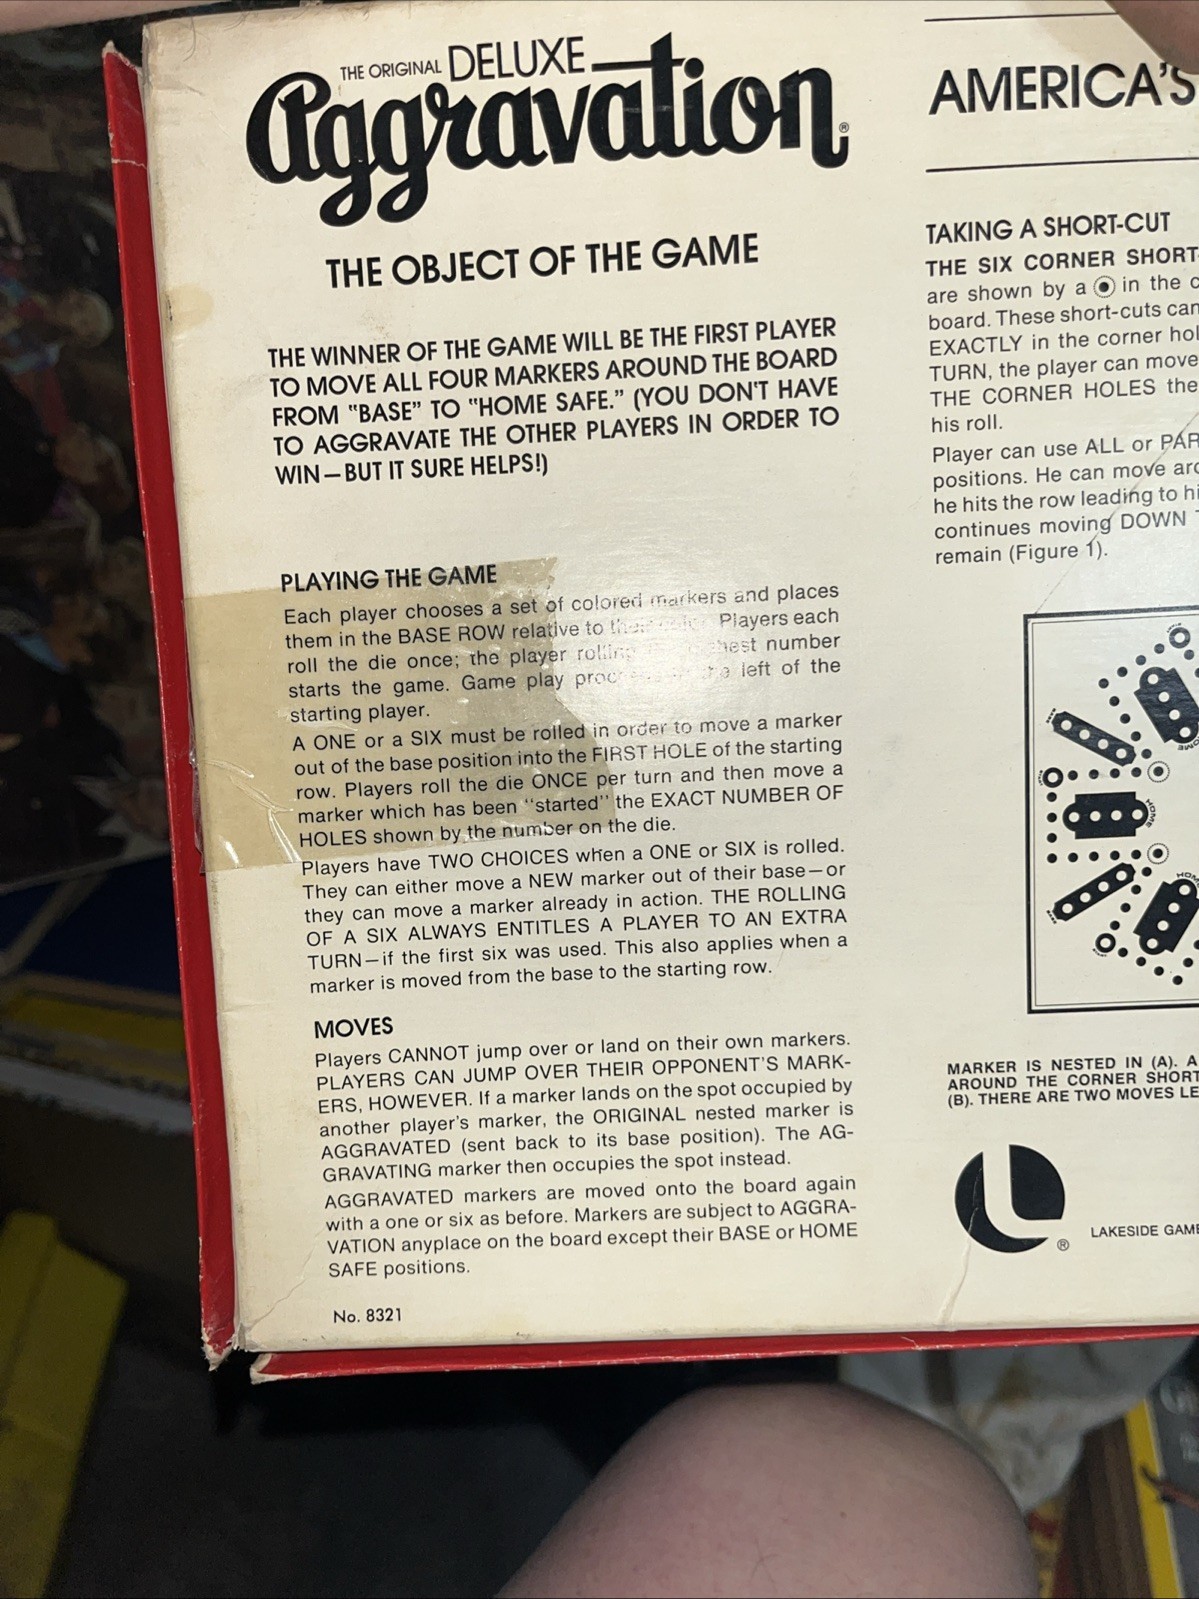 THE ORIGINAL DELUXE
Aggravation®
THE OBJECT OF THE GAME
THE WINNER OF THE GAME WILL BE THE FIRST PLAYER
TO MOVE ALL FOUR MARKERS AROUND THE BOARD
FROM "BASE" TO "HOME SAFE." (YOU DON'T HAVE
TO AGGRAVATE THE OTHER PLAYERS IN ORDER TO
WIN—BUT IT SURE HELPS!)
PLAYING THE GAME
Each player chooses a set of colored markers and places
them in the BASE ROW relative to Players each
roll the die once; the player rolling number
starts the game. Game play left of the
starting player.
A ONE or a SIX must be rolled in order to move a marker
out of the base position into the FIRST HOLE of the starting
row. Players roll the die ONCE per turn and then move a
marker which has been "started" the EXACT NUMBER OF
HOLES shown by the number on the die.
Players have TWO CHOICES when a ONE or SIX is rolled.
They can either move a NEW marker out of their base—or
they can move a marker already in action. THE ROLLING
OF A SIX ALWAYS ENTITLES A PLAYER TO AN EXTRA
TURN—if the first six was used. This also applies when a
marker is moved from the base to the starting row.
MOVES
Players CANNOT jump over or land on their own markers.
PLAYERS CAN JUMP OVER THEIR OPPONENT'S MARK-
ERS, HOWEVER. If a marker lands on the spot occupied by
another player's marker, the ORIGINAL nested marker is
AGGRAVATED (sent back to its base position). The AG-
GRAVATING marker then occupies the spot instead.
AGGRAVATED markers are moved onto the board again
with a one or six as before. Markers are subject to AGGRA-
VATION anyplace on the board except their BASE or HOME
SAFE positions.
No. 8321
AMERICA'S
TAKING A SHORT-CUT
THE SIX CORNER SHORT-
are shown by a in the
board. These short-cuts can
EXACTLY in the corner
TURN, the player can move
THE CORNER HOLES
his roll.
Player can use ALL or
positions. He can move
he hits the row leading to
continues moving DOWN
remain (Figure 1).
HOME
HOME
MARKER IS NESTED IN (A).
AROUND THE CORNER
(B). THERE ARE TWO MOVES
®
LAKESIDE